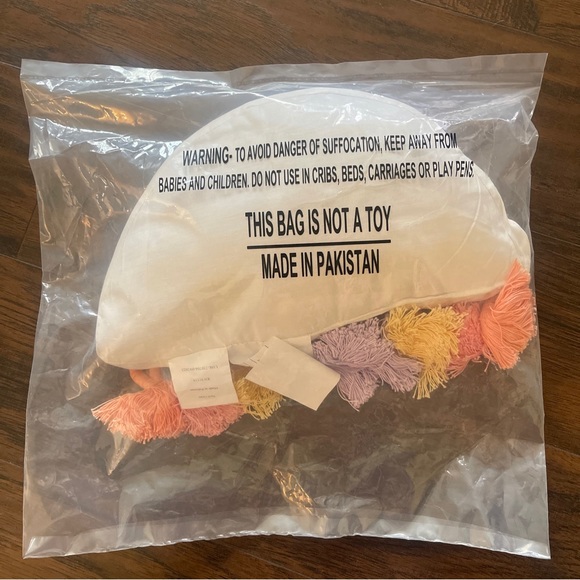 WARNING- TO AVOID DANGER OF SUFFOCATION, KEEP AWAY FROM
BABIES AND CHILDREN. DO NOT USE IN CRIBS, BEDS, CARRIAGES OR PLAY PENS
THIS BAG IS NOT A TOY
MADE IN PAKISTAN